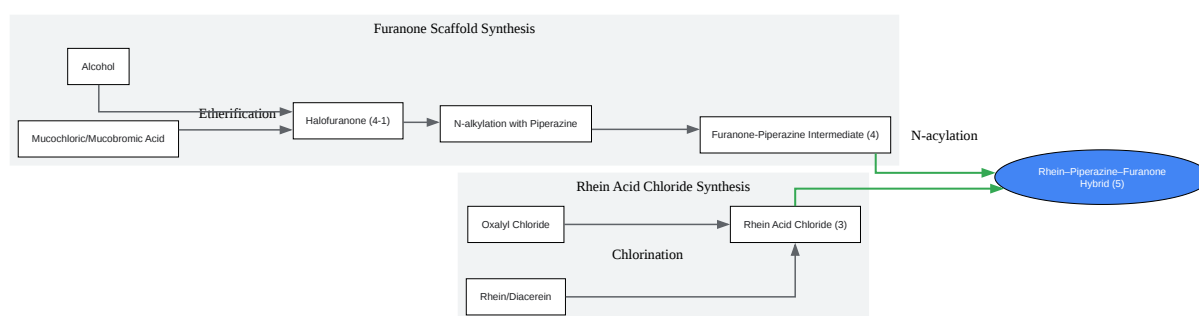 Furanone Scaffold Synthesis
Alcohol
Etherification
Mucochloric/Mucobromic Acid
Halofuranone (4-1)
N-alkylation with Piperazine
Furanone-Piperazine Intermediate (4)
N-acylation
Rhein–Piperazine–Furanone
Hybrid (5)
Rhein Acid Chloride Synthesis
Oxalyl Chloride
Rhein Acid Chloride (3)
Chlorination
Rhein/Diacerein